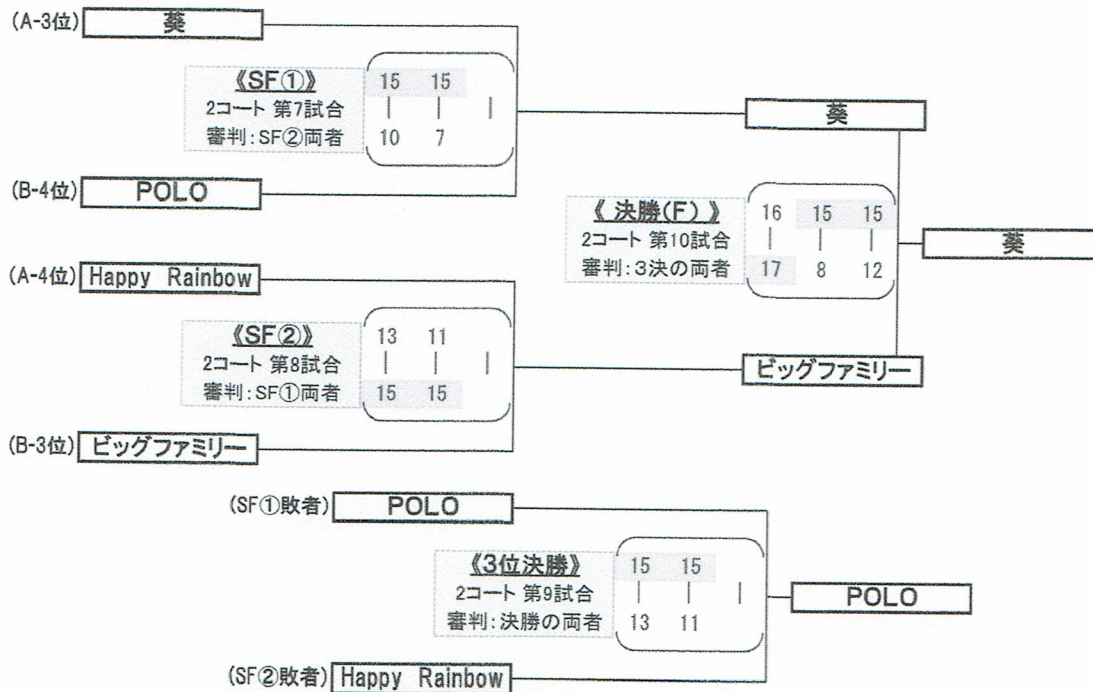 (A-3位) 葵
《SF①》 15 15
2コート 第7試合 | | |
審判:SF②両者 10 7
葵
(B-4位) POLO
《 決勝(F) 》 16 15 15
2コート 第10試合 | | |
審判:3決の両者 17 8 12
葵
(A-4位) Happy Rainbow
《SF②》 13 11
2コート 第8試合 | | |
審判:SF①両者 15 15
ビッグファミリー
(B-3位) ビッグファミリー
(SF①敗者) POLO
《3位決勝》 15 15
2コート 第9試合 | | |
審判:決勝の両者 13 11
POLO
(SF②敗者) Happy Rainbow